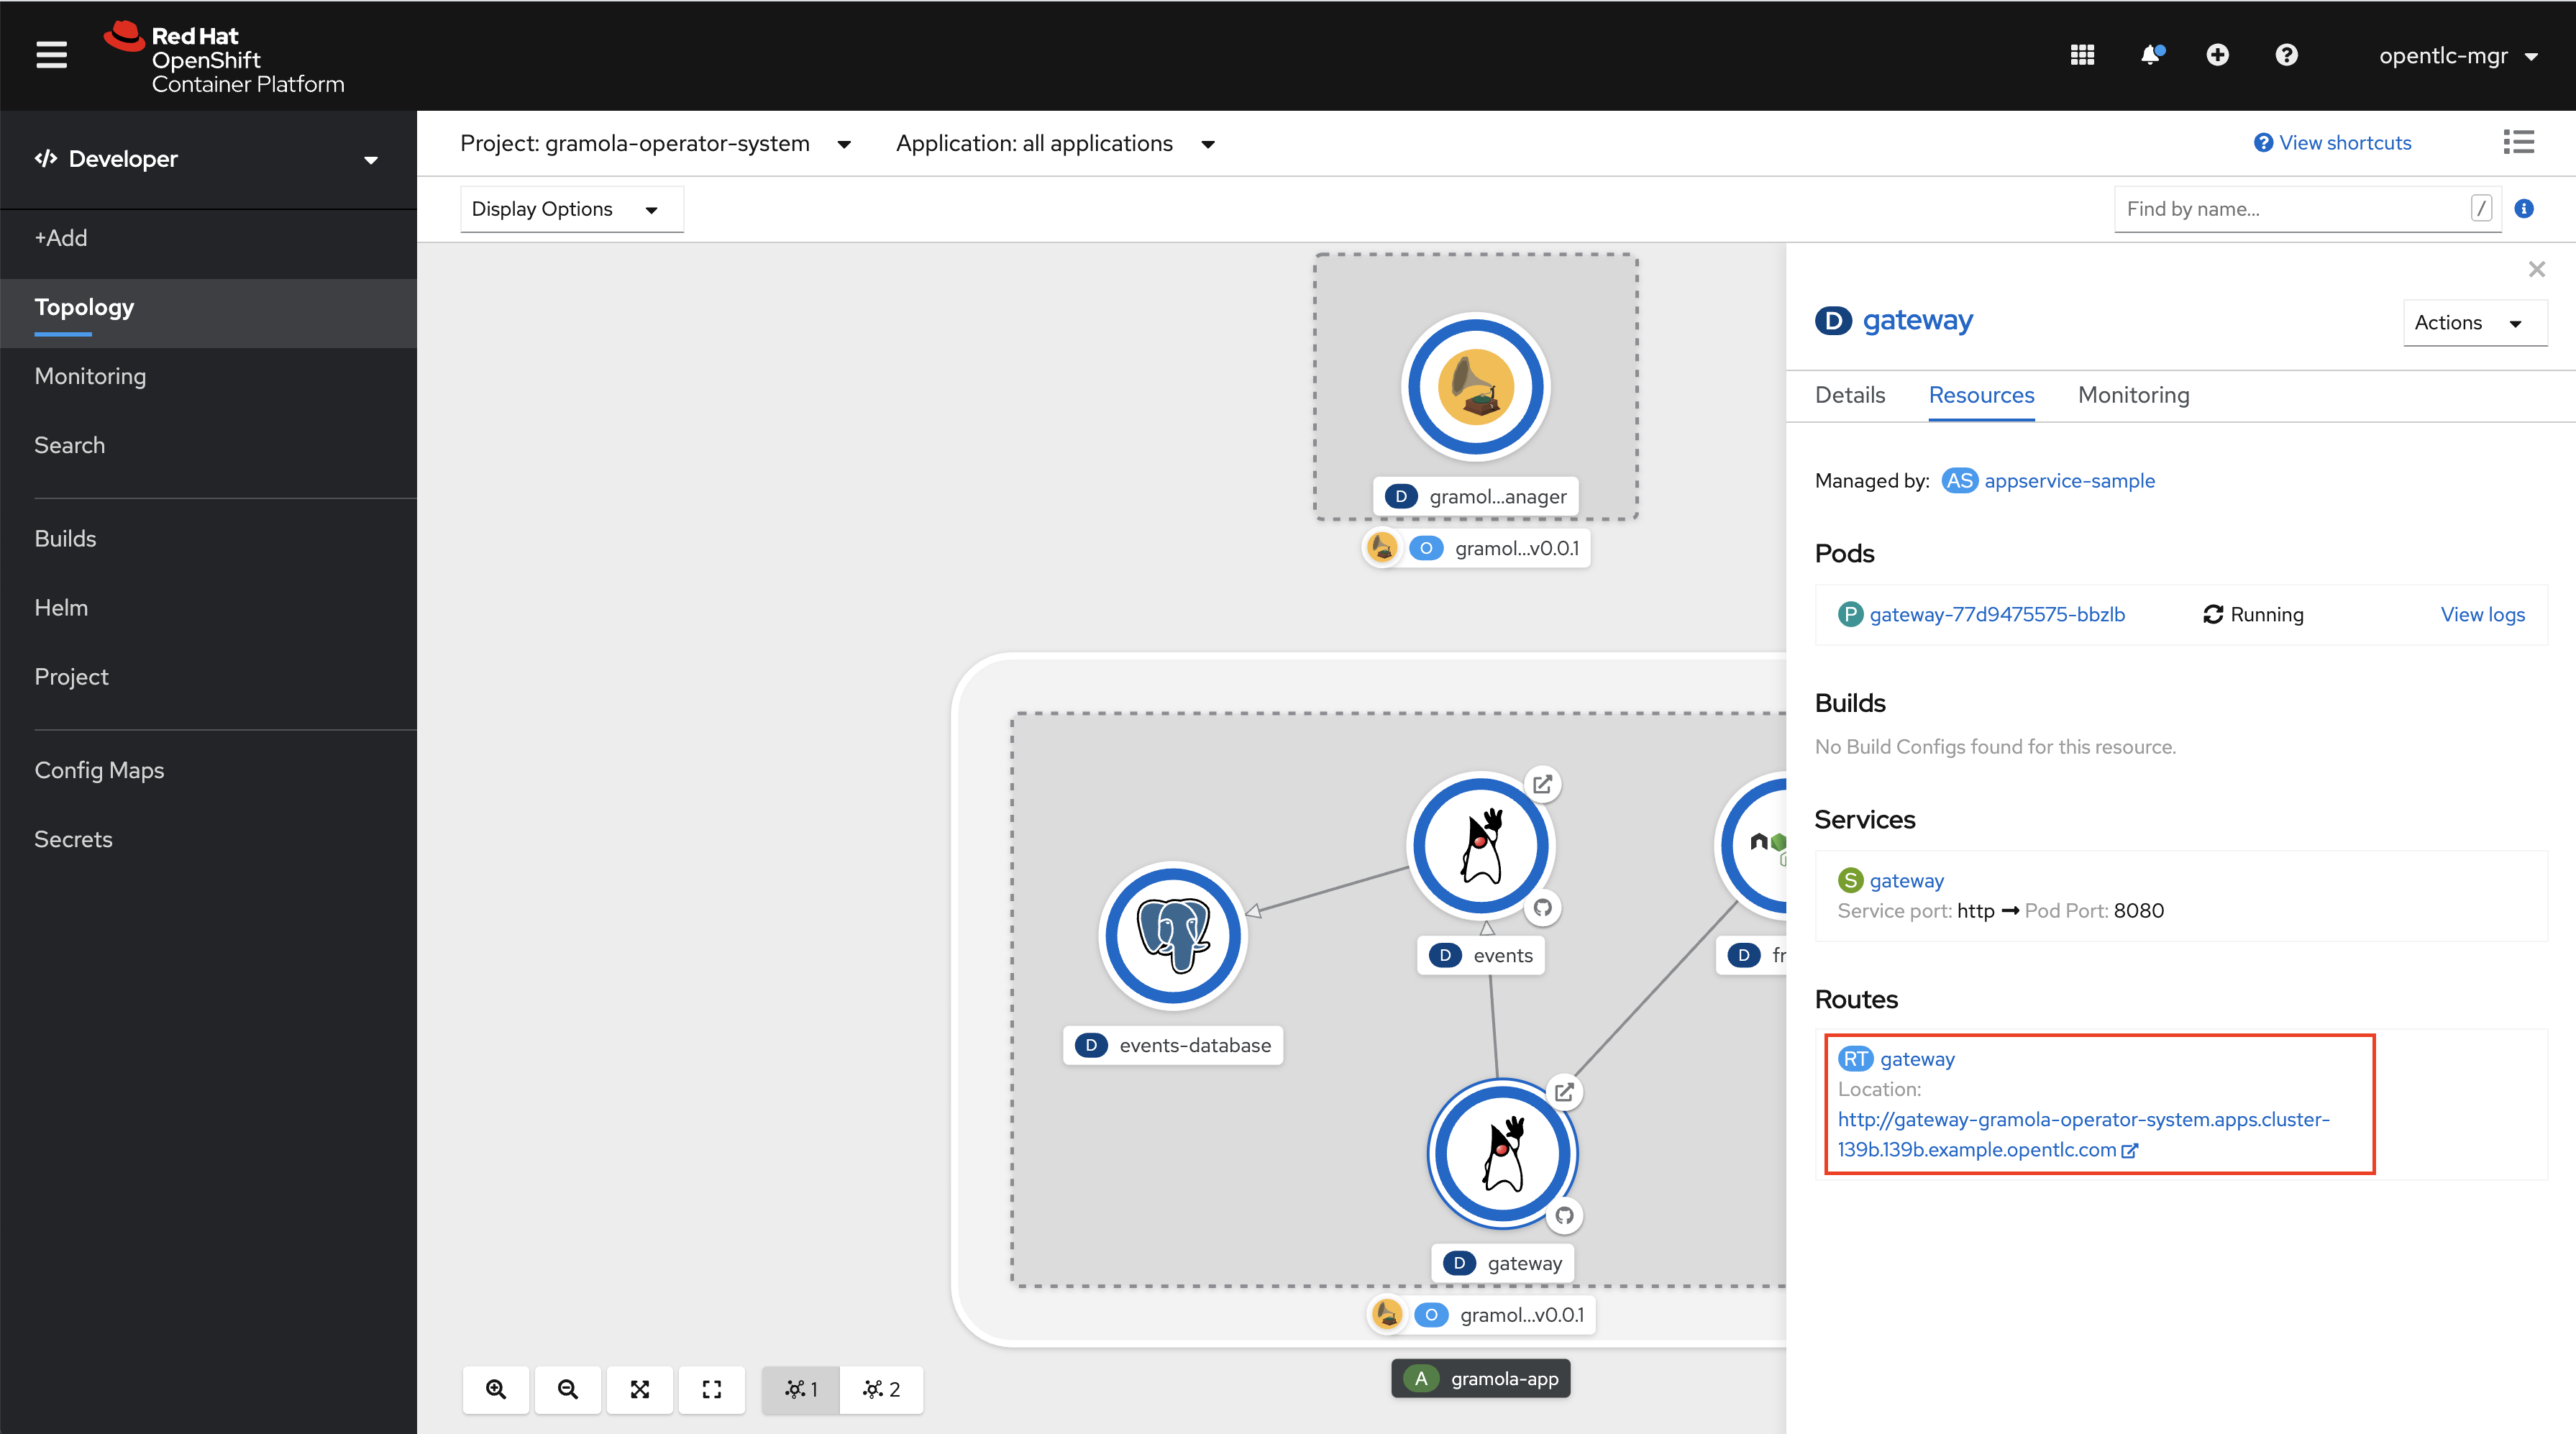 Red Hat
OpenShift
Container Platform
opentlc-mgr
Developer
+Add
Topology
Monitoring
Search
Builds
Helm
Project
Config Maps
Secrets
Project: gramola-operator-system
Application: all applications
View shortcuts
Display Options
Find by name...
/
D gramol...anager
O gramol...v0.0.1
D events-database
D events
D fr
D gateway
O gramol...v0.0.1
A gramola-app
1
2
D gateway
Actions
Details Resources Monitoring
Managed by: AS appservice-sample
Pods
P gateway-77d9475575-bbzlb Running View logs
Builds
No Build Configs found for this resource.
Services
S gateway
Service port: http ➞ Pod Port: 8080
Routes
RT gateway
Location:
http://gateway-gramola-operator-system.apps.cluster-
139b.139b.example.opentlc.com